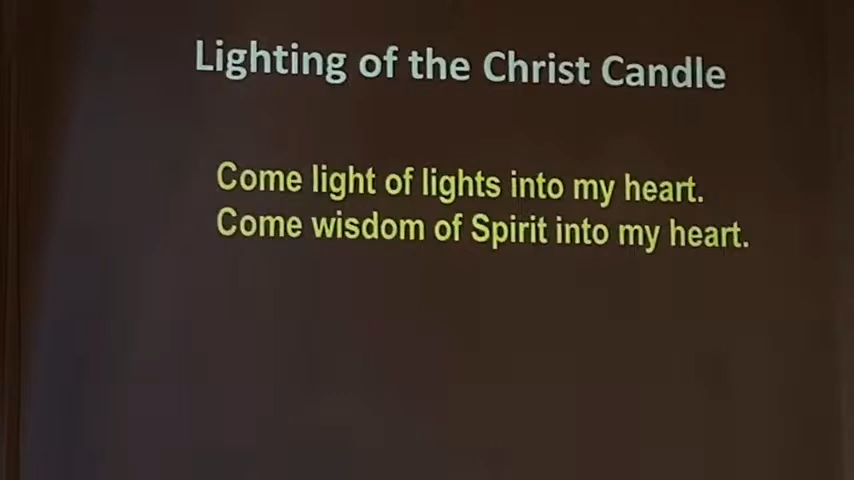 Lighting of the Christ Candle
Come light of lights into my heart.
Come wisdom of Spirit into my heart.